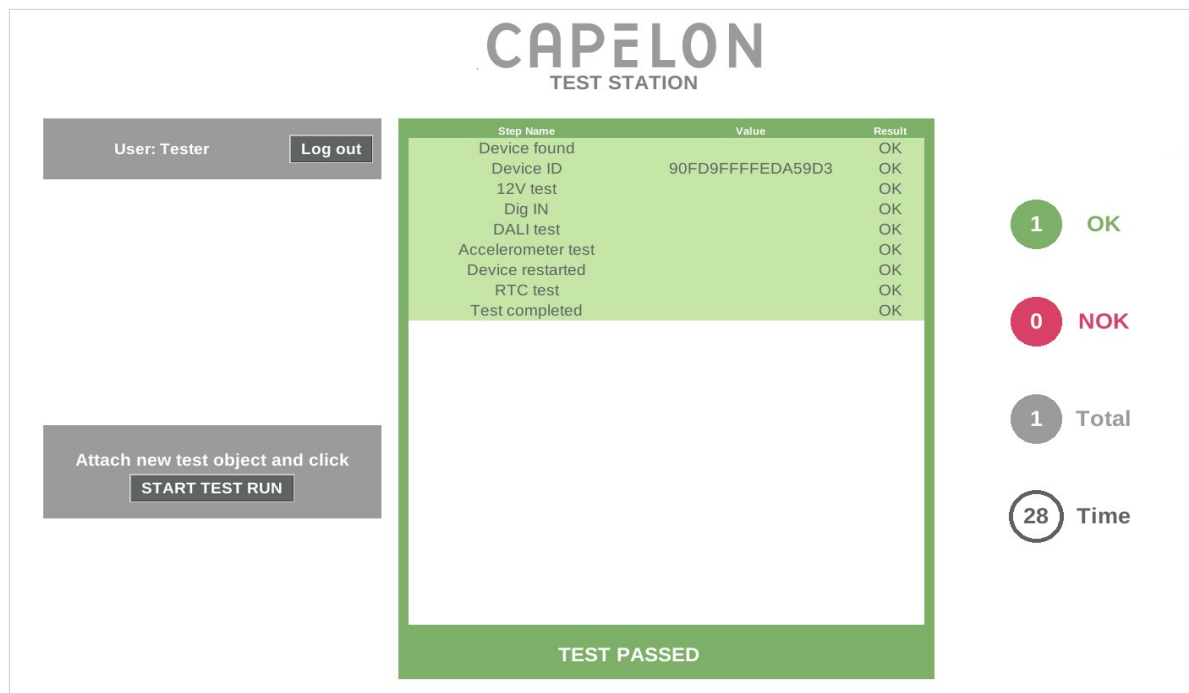 CAPELON
TEST STATION
User: Tester
Log out
Step Name Value Result
Device found OK
Device ID 90FD9FFFFEDA59D3 OK
12V test OK
Dig IN OK
DALI test OK
Accelerometer test OK
Device restarted OK
RTC test OK
Test completed OK
TEST PASSED
Attach new test object and click
START TEST RUN
1 OK
0 NOK
1 Total
28 Time